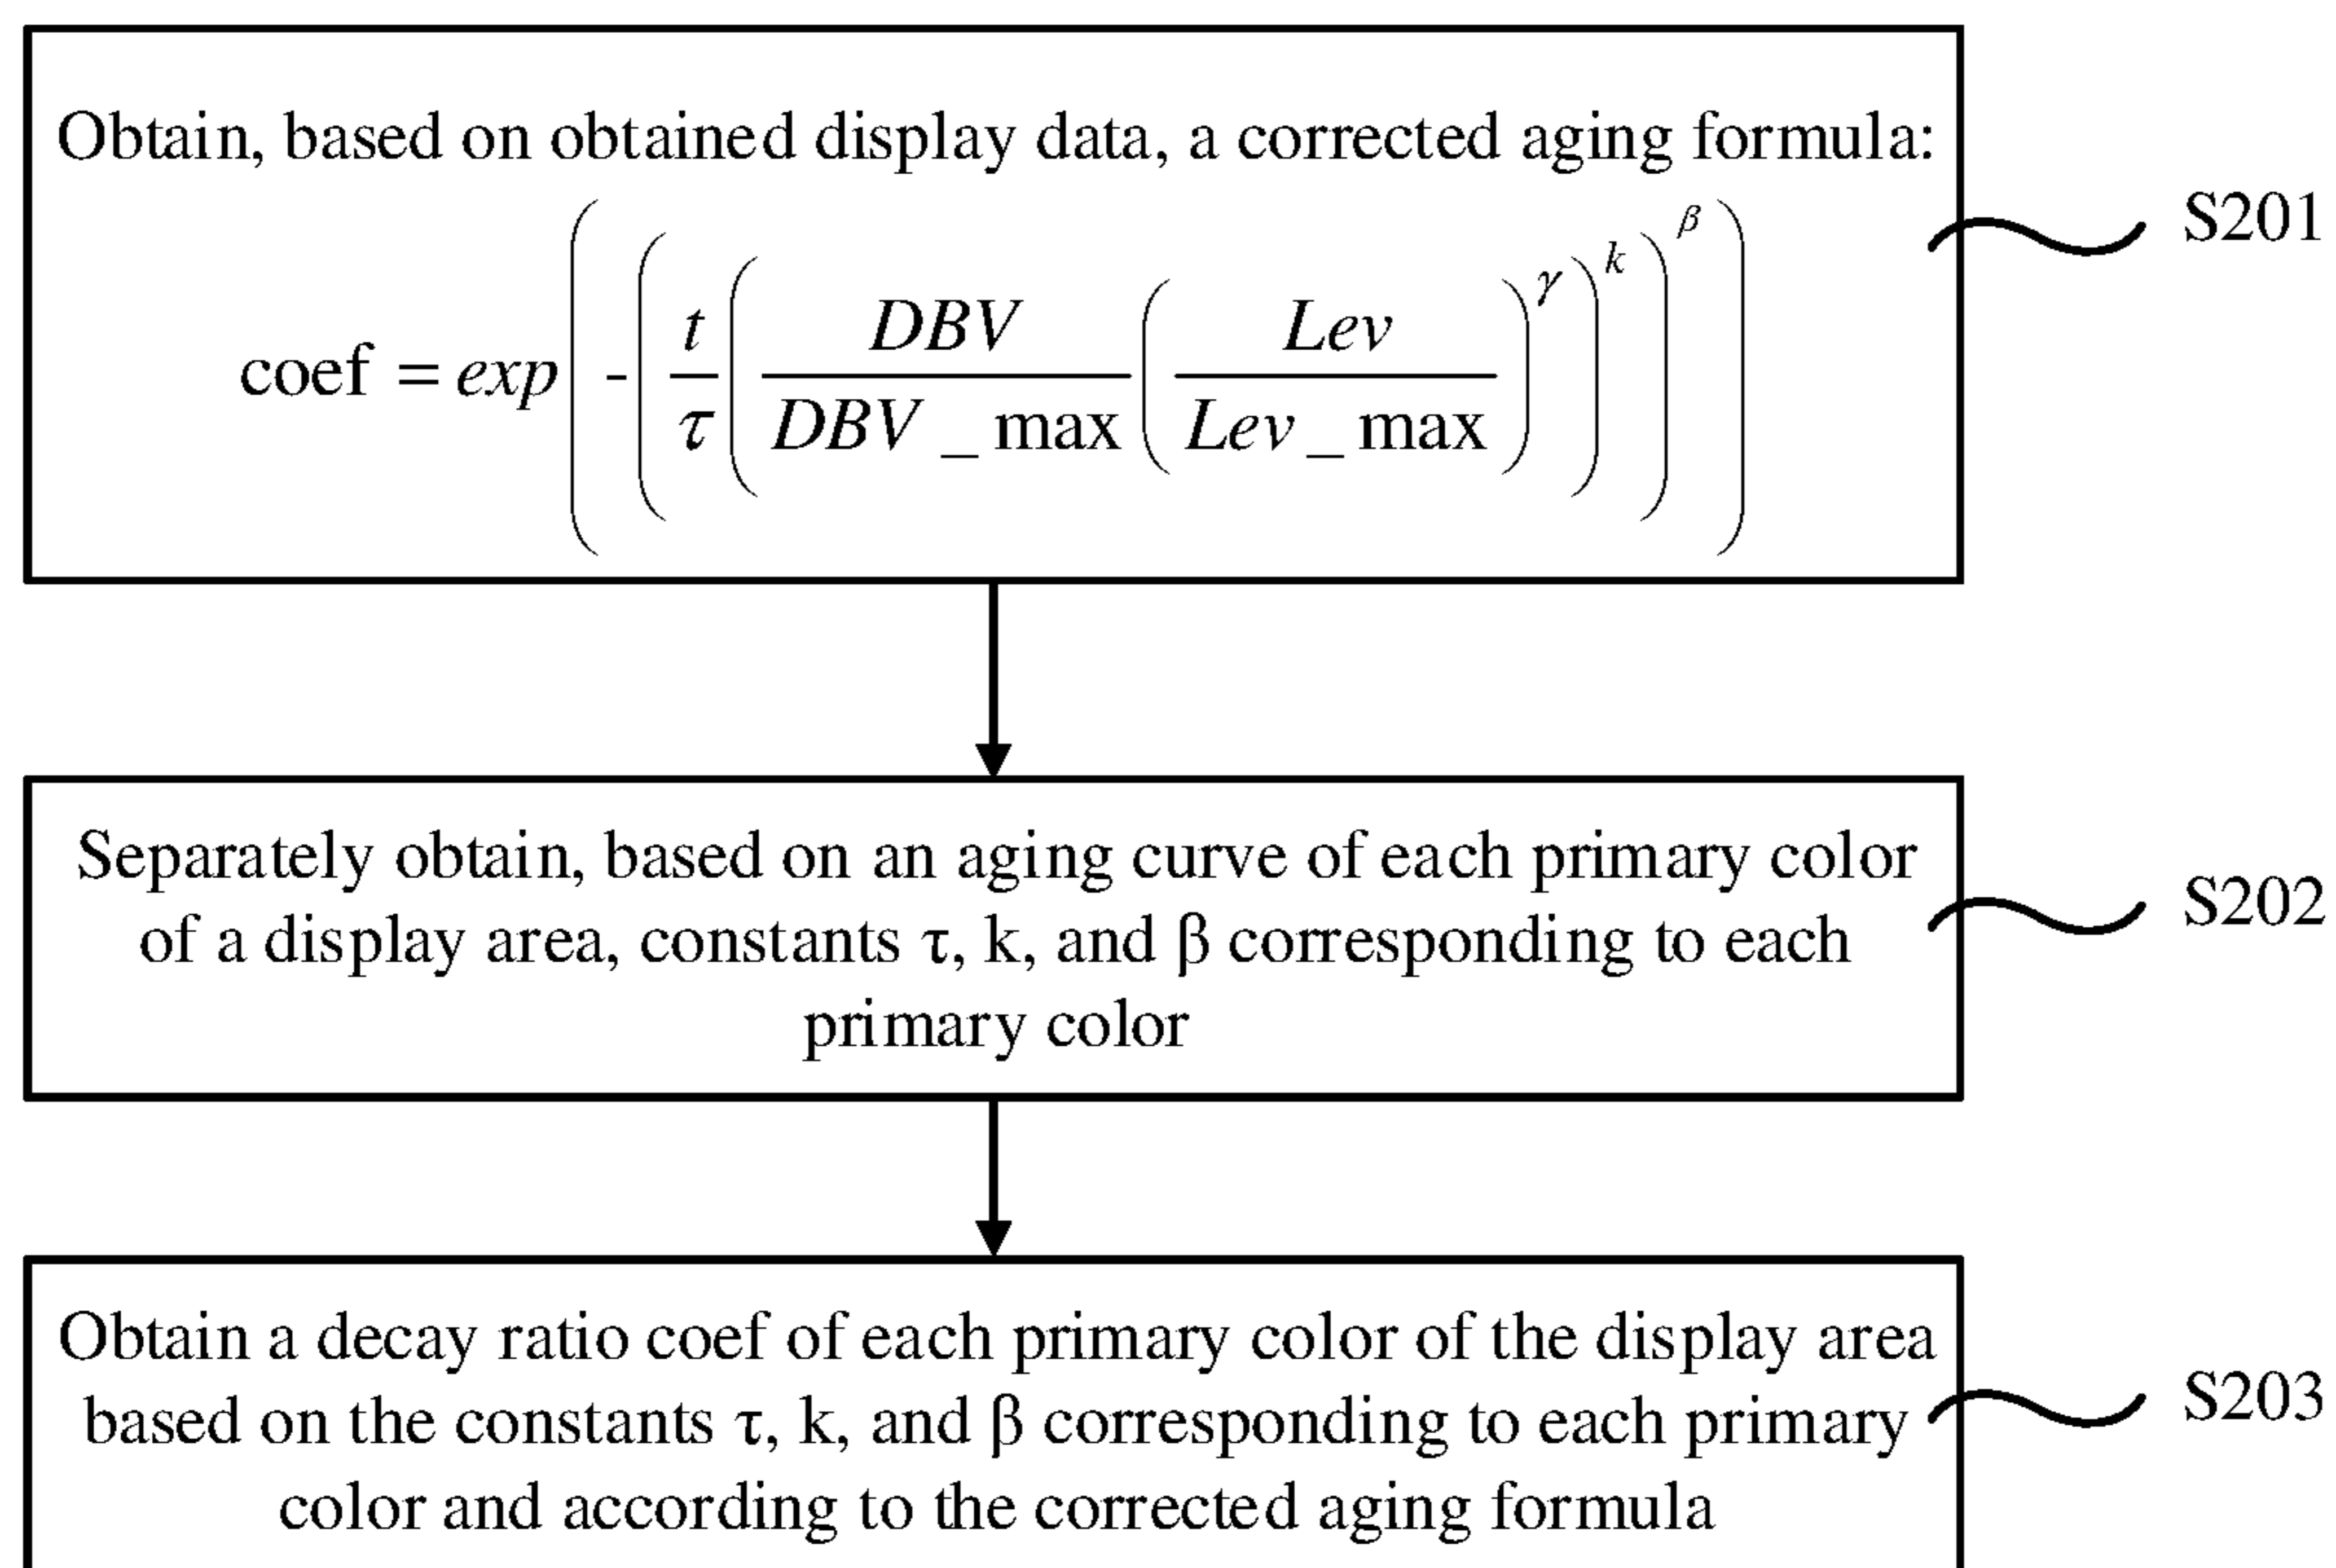 Obtain, based on obtained display data, a corrected aging formula:
coef = exp(-(t/τ(DBV/DBV_max(Lev/Lev_max)^γ)^k)^β)
S201
Separately obtain, based on an aging curve of each primary color
of a display area, constants τ, k, and β corresponding to each
primary color
S202
Obtain a decay ratio coef of each primary color of the display area
based on the constants τ, k, and β corresponding to each primary
color and according to the corrected aging formula
S203